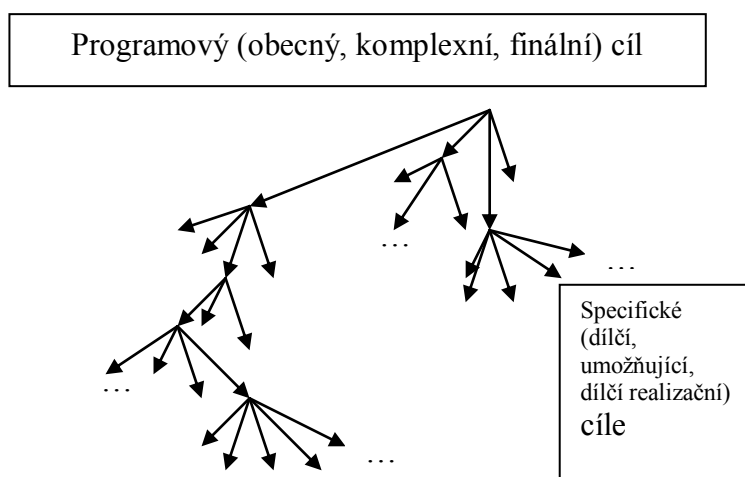 Programový (obecný, komplexní, finální) cíl
...
...
Specifické
(dílčí,
umožňující,
dílčí realizační)
cíle
...
...